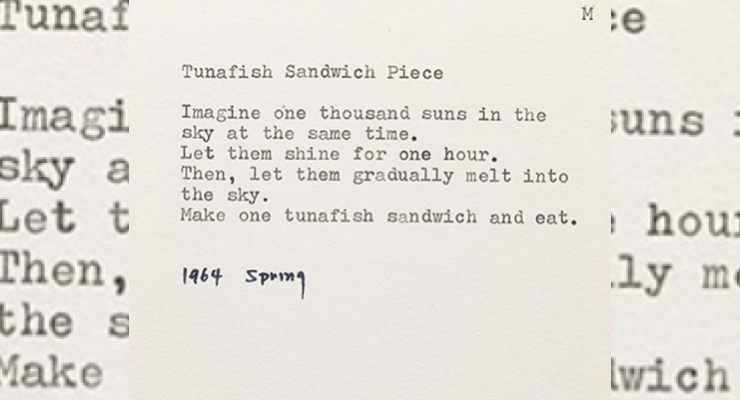 M
Tunafish Sandwich Piece
Imagine one thousand suns in the
sky at the same time.
Let them shine for one hour.
Then, let them gradually melt into
the sky.
Make one tunafish sandwich and eat.
1964 Spring